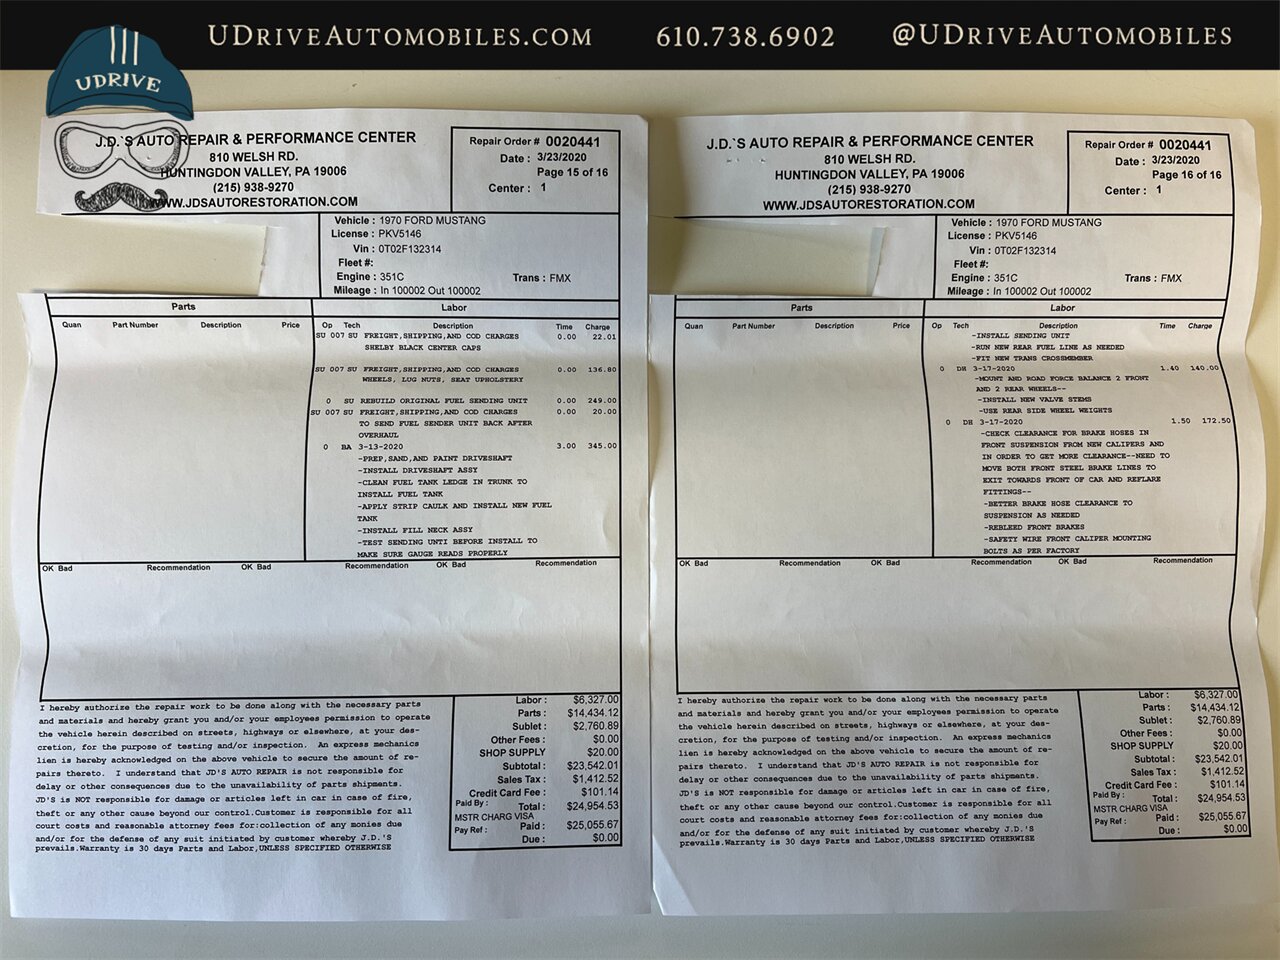 UDRIVEAUTOMOBILES.COM 610.738.6902 @UDRIVEAUTOMOBILES
UDRIVE
J.D.`S AUTO REPAIR & PERFORMANCE CENTER
810 WELSH RD.
HUNTINGDON VALLEY, PA 19006
(215) 938-9270
WWW.JDSAUTORESTORATION.COM
Repair Order # 0020441
Date : 3/23/2020
Page 15 of 16
Center : 1
Vehicle : 1970 FORD MUSTANG
License : PKV5146
Vin : 0T02F132314
Fleet #:
Engine : 351C Trans : FMX
Mileage : In 100002 Out 100002
Parts Labor
Quan Part Number Description Price Op Tech Description Time Charge
SU 007 SU FREIGHT,SHIPPING,AND COD CHARGES 0.00 22.01
SHELBY BLACK CENTER CAPS
SU 007 SU FREIGHT,SHIPPING,AND COD CHARGES 0.00 136.80
WHEELS, LUG NUTS, SEAT UPHOLSTERY
0 SU REBUILD ORIGINAL FUEL SENDING UNIT 0.00 249.00
SU 007 SU FREIGHT,SHIPPING,AND COD CHARGES 0.00 20.00
TO SEND FUEL SENDER UNIT BACK AFTER
OVERHAUL
0 BA 3-13-2020 3.00 345.00
-PREP,SAND,AND PAINT DRIVESHAFT
-INSTALL DRIVESHAFT ASSY
-CLEAN FUEL TANK LEDGE IN TRUNK TO
INSTALL FUEL TANK
-APPLY STRIP CAULK AND INSTALL NEW FUEL
TANK
-INSTALL FILL NECK ASSY
-TEST SENDING UNTI BEFORE INSTALL TO
MAKE SURE GAUGE READS PROPERLY
OK Bad Recommendation OK Bad Recommendation OK Bad Recommendation
I hereby authorize the repair work to be done along with the necessary parts
and materials and hereby grant you and/or your employees permission to operate
the vehicle herein described on streets, highways or elsewhere, at your des-
cretion, for the purpose of testing and/or inspection. An express mechanics
lien is hereby acknowledged on the above vehicle to secure the amount of re-
pairs thereto. I understand that JD'S AUTO REPAIR is not responsible for
delay or other consequences due to the unavailability of parts shipments.
JD'S is NOT responsible for damage or articles left in car in case of fire,
theft or any other cause beyond our control.Customer is responsible for all
court costs and reasonable attorney fees for:collection of any monies due
and/or for the defense of any suit initiated by customer whereby J.D.'S
prevails.Warranty is 30 days Parts and Labor,UNLESS SPECIFIED OTHERWISE
Labor : $6,327.00
Parts : $14,434.12
Sublet : $2,760.89
Other Fees : $0.00
SHOP SUPPLY $20.00
Subtotal : $23,542.01
Sales Tax : $1,412.52
Credit Card Fee : $101.14
Paid By : Total : $24,954.53
MSTR CHARG VISA
Pay Ref : Paid : $25,055.67
Due : $0.00
J.D.`S AUTO REPAIR & PERFORMANCE CENTER
810 WELSH RD.
HUNTINGDON VALLEY, PA 19006
(215) 938-9270
WWW.JDSAUTORESTORATION.COM
Repair Order # 0020441
Date : 3/23/2020
Page 16 of 16
Center : 1
Vehicle : 1970 FORD MUSTANG
License : PKV5146
Vin : 0T02F132314
Fleet #:
Engine : 351C Trans : FMX
Mileage : In 100002 Out 100002
Parts Labor
Quan Part Number Description Price Op Tech Description Time Charge
-INSTALL SENDING UNIT
-RUN NEW REAR FUEL LINE AS NEEDED
-FIT NEW TRANS CROSSMEMBER
0 DH 3-17-2020 1.40 140.00
-MOUNT AND ROAD FORCE BALANCE 2 FRONT
AND 2 REAR WHEELS--
-INSTALL NEW VALVE STEMS
-USE REAR SIDE WHEEL WEIGHTS
0 DH 3-17-2020 1.50 172.50
-CHECK CLEARANCE FOR BRAKE HOSES IN
FRONT SUSPENSION FROM NEW CALIPERS AND
IN ORDER TO GET MORE CLEARANCE--NEED TO
MOVE BOTH FRONT STEEL BRAKE LINES TO
EXIT TOWARDS FRONT OF CAR AND REFLARE
FITTINGS--
-BETTER BRAKE HOSE CLEARANCE TO
SUSPENSION AS NEEDED
-REBLEED FRONT BRAKES
-SAFETY WIRE FRONT CALIPER MOUNTING
BOLTS AS PER FACTORY
OK Bad Recommendation OK Bad Recommendation OK Bad Recommendation
I hereby authorize the repair work to be done along with the necessary parts
and materials and hereby grant you and/or your employees permission to operate
the vehicle herein described on streets, highways or elsewhere, at your des-
cretion, for the purpose of testing and/or inspection. An express mechanics
lien is hereby acknowledged on the above vehicle to secure the amount of re-
pairs thereto. I understand that JD'S AUTO REPAIR is not responsible for
delay or other consequences due to the unavailability of parts shipments.
JD'S is NOT responsible for damage or articles left in car in case of fire,
theft or any other cause beyond our control.Customer is responsible for all
court costs and reasonable attorney fees for:collection of any monies due
and/or for the defense of any suit initiated by customer whereby J.D.'S
prevails.Warranty is 30 days Parts and Labor,UNLESS SPECIFIED OTHERWISE
Labor : $6,327.00
Parts : $14,434.12
Sublet : $2,760.89
Other Fees : $0.00
SHOP SUPPLY $20.00
Subtotal : $23,542.01
Sales Tax : $1,412.52
Credit Card Fee : $101.14
Paid By : Total : $24,954.53
MSTR CHARG VISA
Pay Ref : Paid : $25,055.67
Due : $0.00